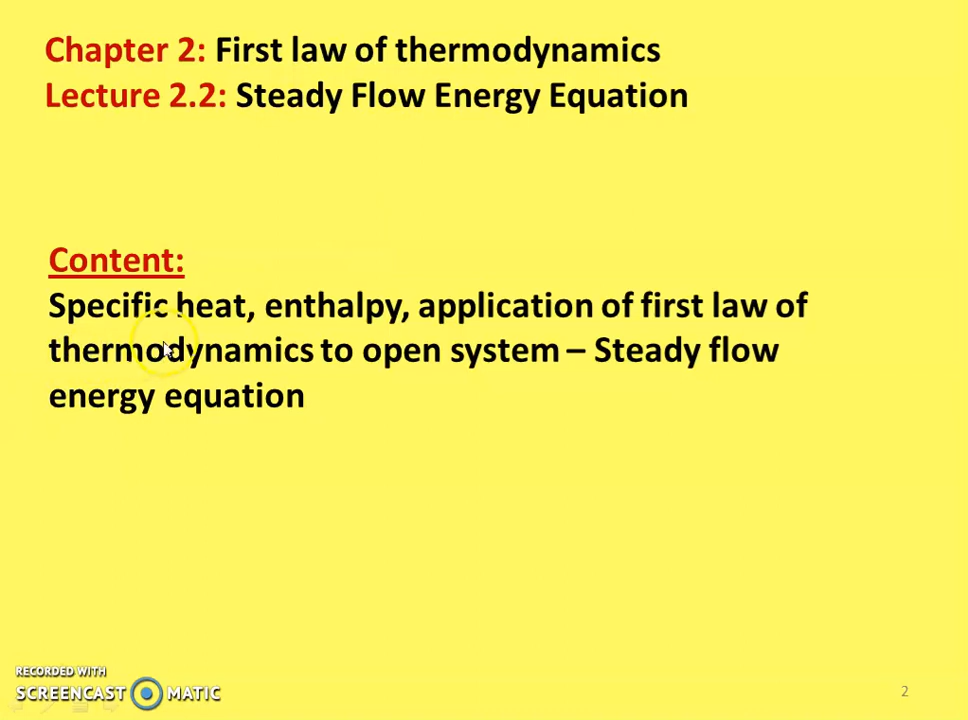 Chapter 2: First law of thermodynamics
Lecture 2.2: Steady Flow Energy Equation
Content:
Specific heat, enthalpy, application of first law of
thermodynamics to open system – Steady flow
energy equation
RECORDED WITH
SCREENCAST MATIC
2